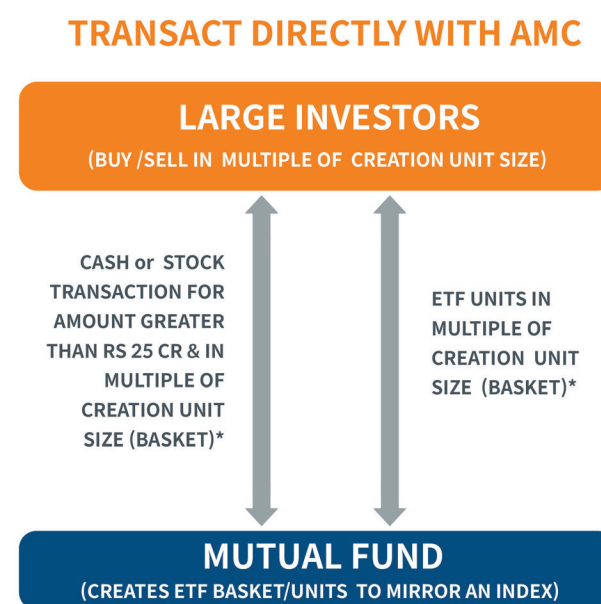 TRANSACT DIRECTLY WITH AMC
LARGE INVESTORS
(BUY /SELL IN MULTIPLE OF CREATION UNIT SIZE)
CASH or STOCK
TRANSACTION FOR
AMOUNT GREATER
THAN RS 25 CR & IN
MULTIPLE OF
CREATION UNIT
SIZE (BASKET)*
ETF UNITS IN
MULTIPLE OF
CREATION UNIT
SIZE (BASKET)*
MUTUAL FUND
(CREATES ETF BASKET/UNITS TO MIRROR AN INDEX)